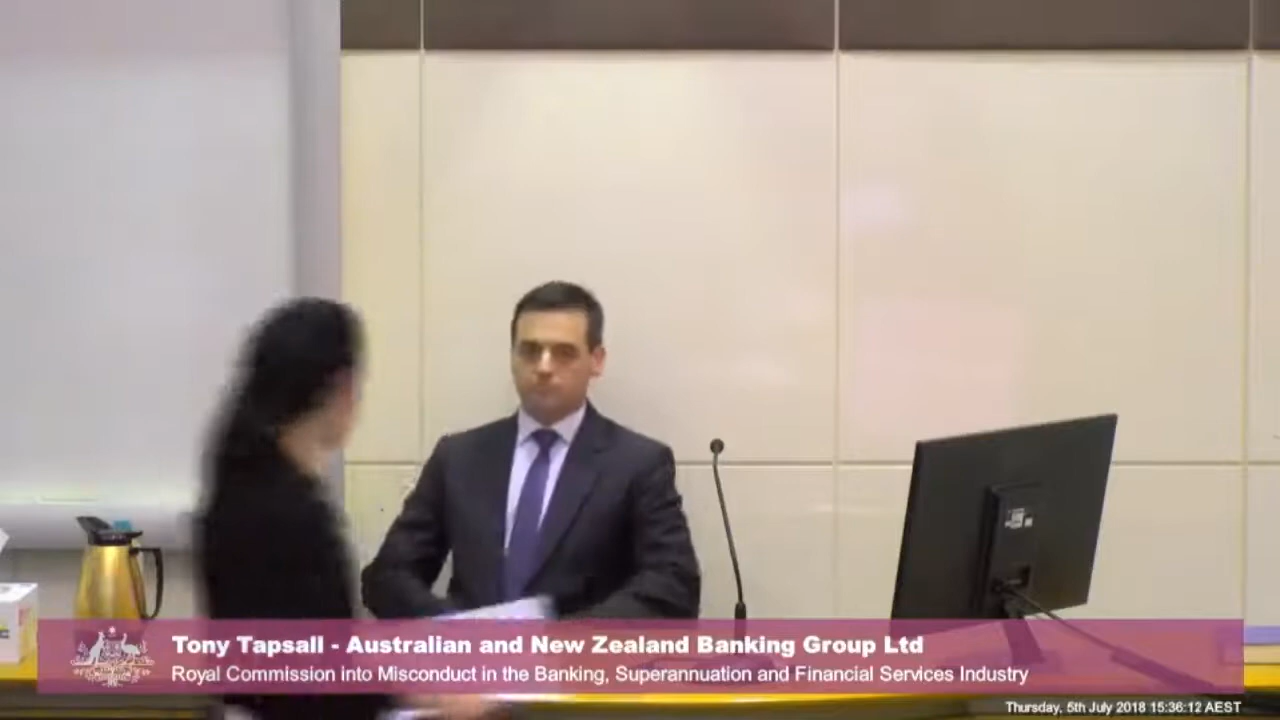 Tony Tapsall - Australian and New Zealand Banking Group Ltd
Royal Commission into Misconduct in the Banking, Superannuation and Financial Services Industry
Thursday, 5th July 2018 15:36:12 AEST